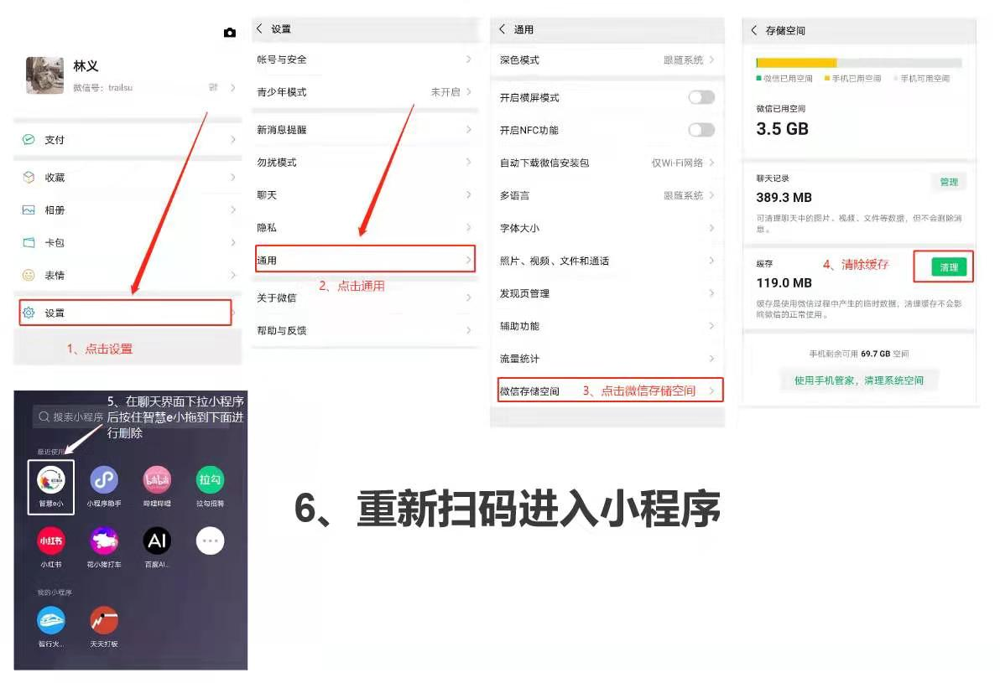 林义
微信号：trailsu
支付
收藏
相册
卡包
表情
设置
1、点击设置
设置
帐号与安全
青少年模式 未开启
新消息提醒
勿扰模式
聊天
隐私
通用
2、点击通用
关于微信
帮助与反馈
通用
深色模式 跟随系统
开启横屏模式
开启NFC功能
自动下载微信安装包 仅Wi-Fi网络
多语言 跟随系统
字体大小
照片、视频、文件和通话
发现页管理
辅助功能
流量统计
微信存储空间 3、点击微信存储空间
存储空间
微信已用空间 手机已用空间 手机可用空间
微信已用空间
3.5 GB
聊天记录 管理
389.3 MB
可清理聊天中的图片、视频、文件等数据，但不会删除消
息。
缓存 4、清除缓存 清理
119.0 MB
缓存是使用微信过程中产生的临时数据，清理缓存不会影
响微信的正常使用。
手机剩余可用 69.7 GB 空间
使用手机管家，清理系统空间
5、在聊天界面下拉小程序
后按住智慧e小拖到下面进
行删除
搜索小程序
最近使用
智慧e小 小程序助手 哔哩哔哩 拉勾招聘
bilibili 拉勾
小红书 AI
小红书 花小猪打车 百度AI...
我的小程序
智行火... 天天打板
6、重新扫码进入小程序